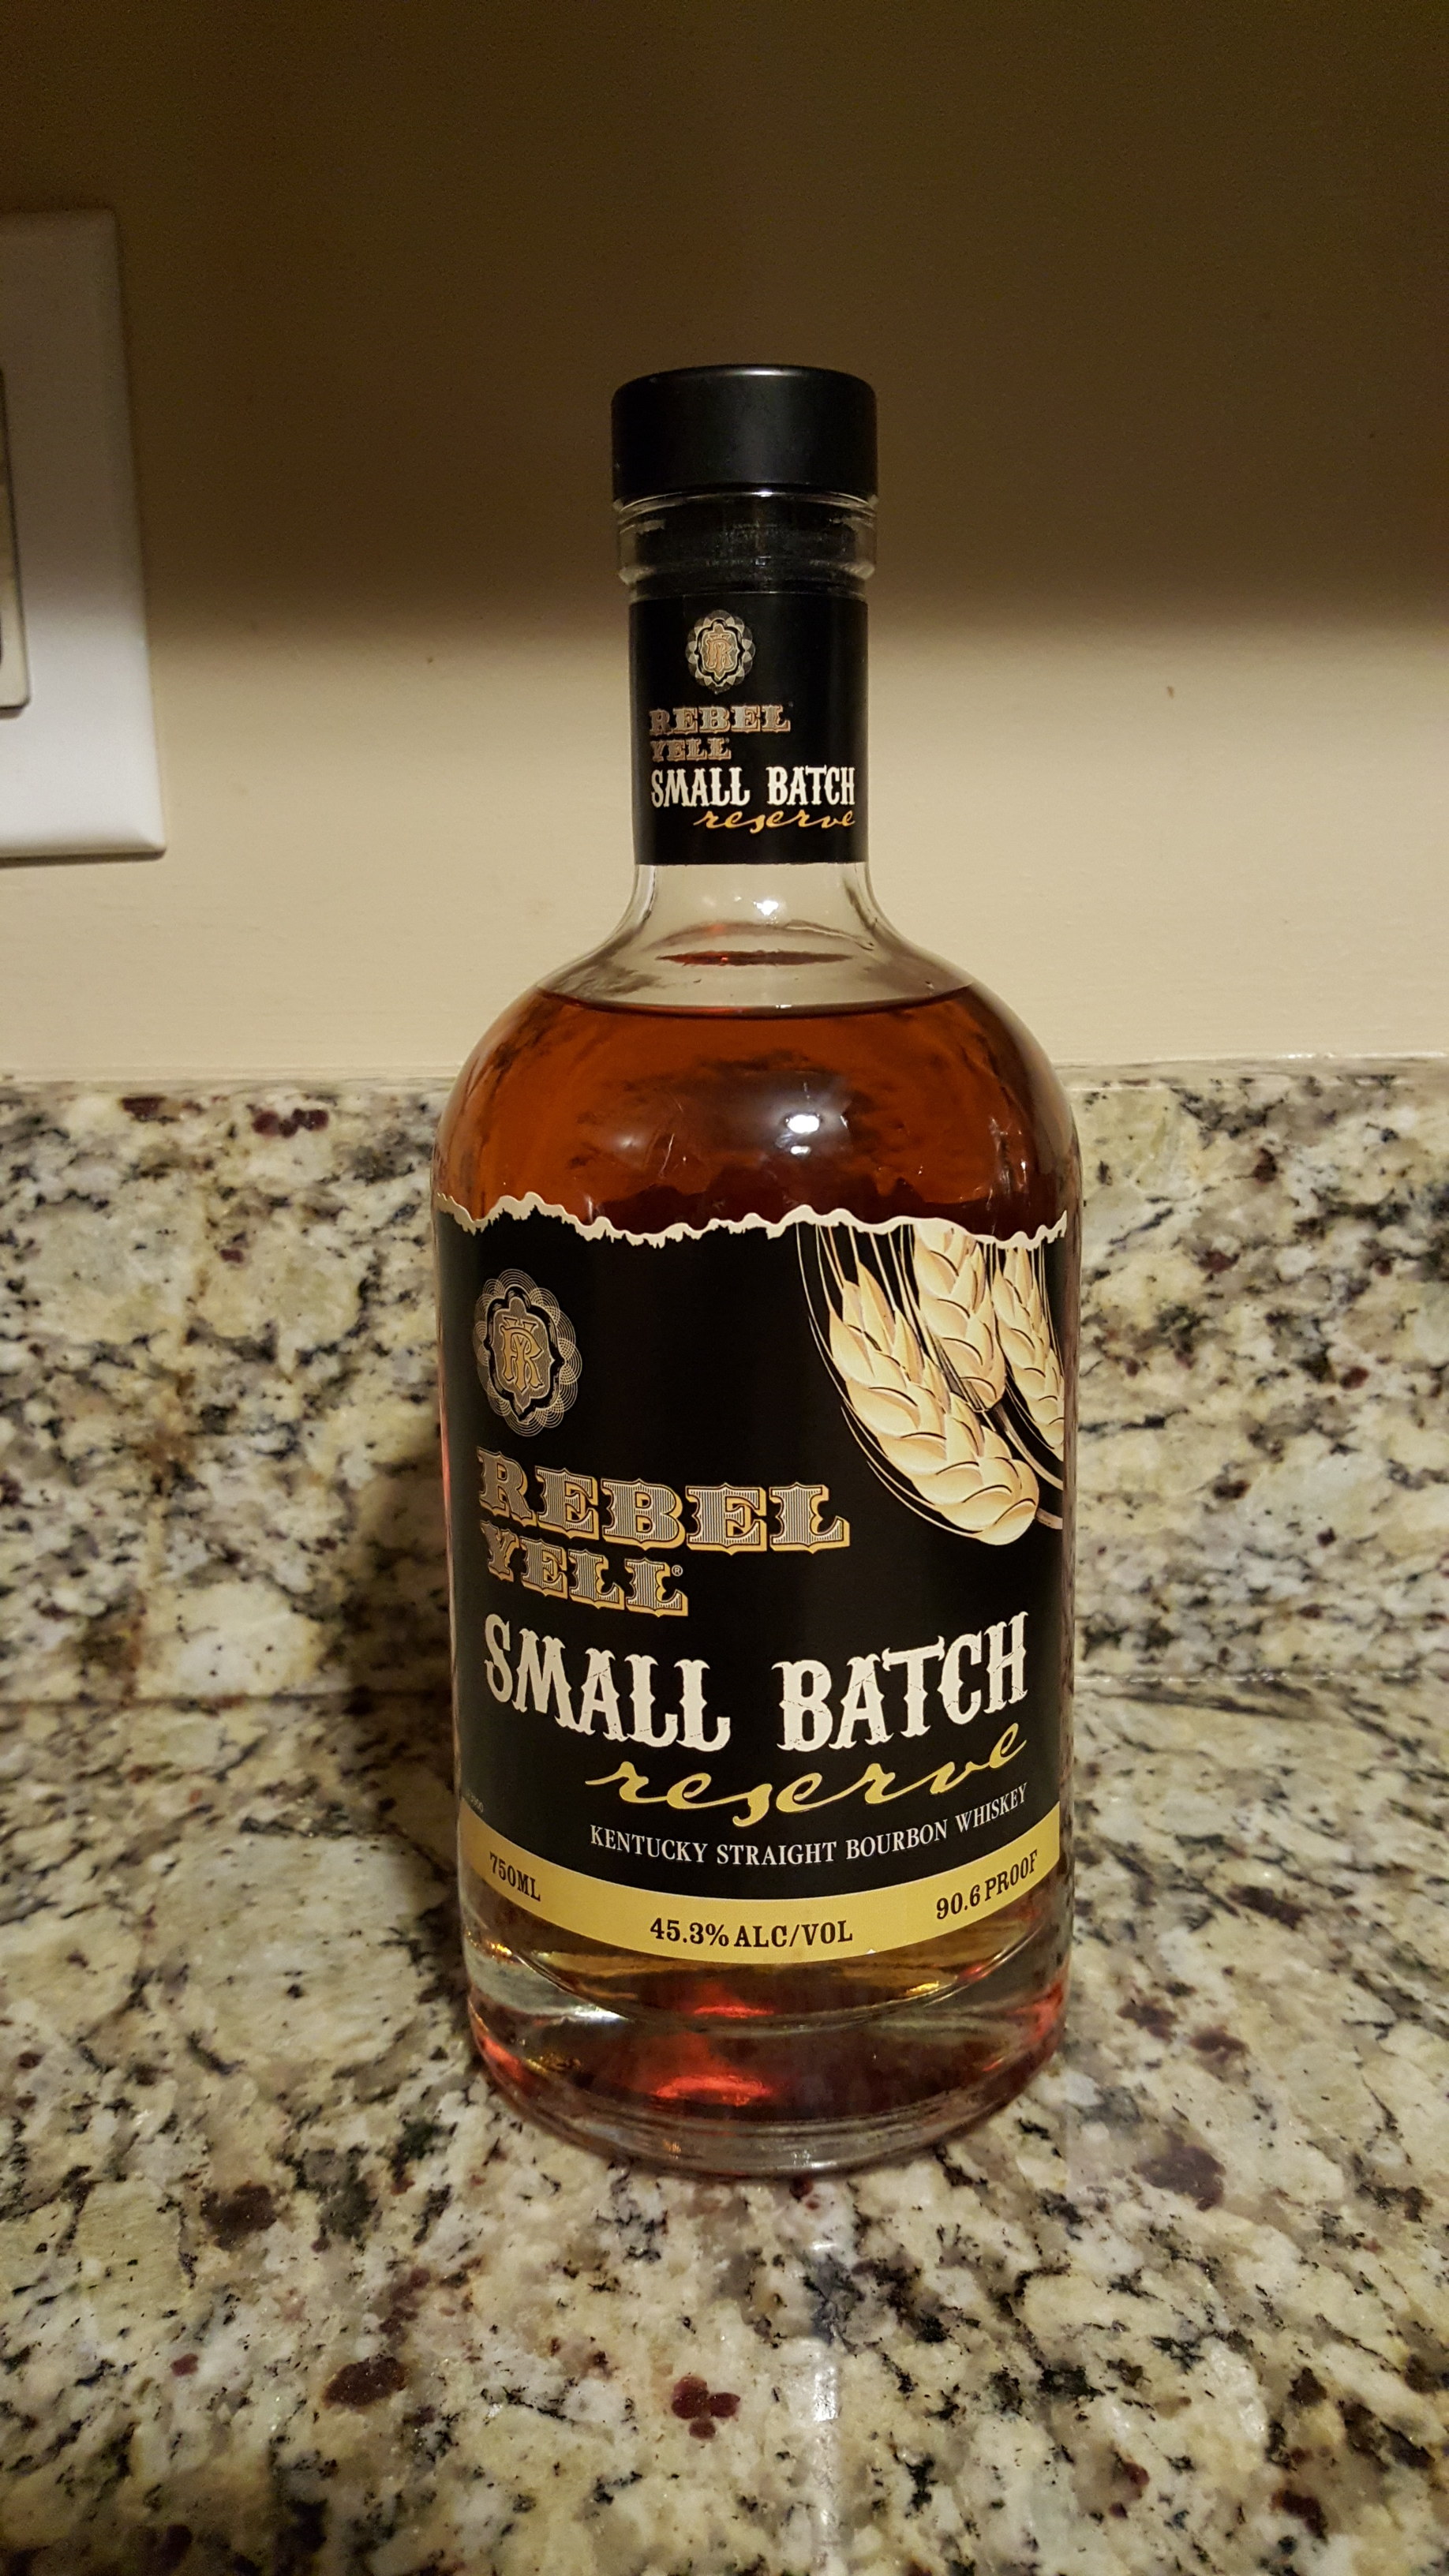 REBEL
YELL
SMALL BATCH
reserve
REBEL
YELL®
SMALL BATCH
reserve
KENTUCKY STRAIGHT BOURBON WHISKEY
750ML
45.3% ALC/VOL
90.6 PROOF